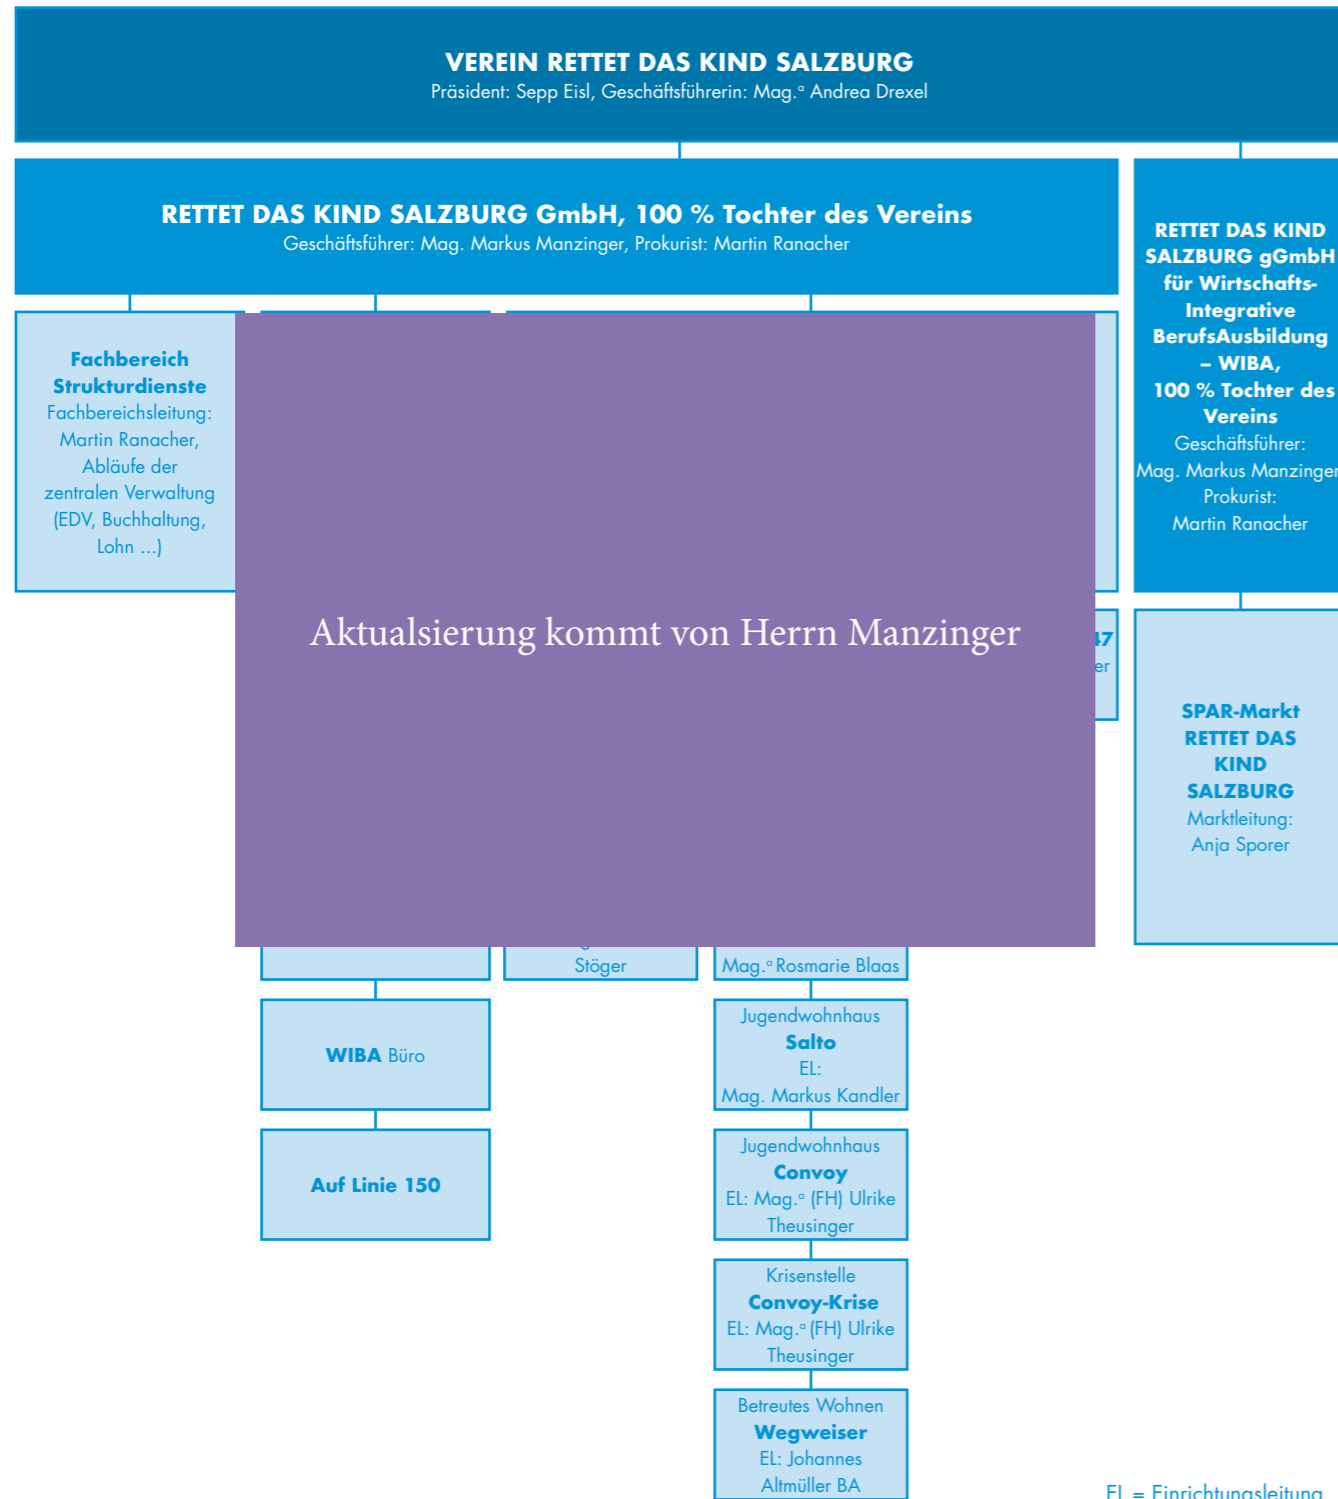 VEREIN RETTET DAS KIND SALZBURG
Präsident: Sepp Eisl, Geschäftsführerin: Mag.ª Andrea Drexel
RETTET DAS KIND SALZBURG GmbH, 100 % Tochter des Vereins
Geschäftsführer: Mag. Markus Manzinger, Prokurist: Martin Ranacher
RETTET DAS KIND
SALZBURG gGmbH
für Wirtschafts-
Integrative
BerufsAusbildung
– WIBA,
100 % Tochter des
Vereins
Geschäftsführer:
Mag. Markus Manzinger
Prokurist:
Martin Ranacher
Fachbereich
Strukturdienste
Fachbereichsleitung:
Martin Ranacher,
Abläufe der
zentralen Verwaltung
(EDV, Buchhaltung,
Lohn ...)
Aktualsierung kommt von Herrn Manzinger
47
er
SPAR-Markt
RETTET DAS
KIND
SALZBURG
Marktleitung:
Anja Sporer
Stöger
Mag.ª Rosmarie Blaas
WIBA Büro
Auf Linie 150
Jugendwohnhaus
Salto
EL:
Mag. Markus Kandler
Jugendwohnhaus
Convoy
EL: Mag.ª (FH) Ulrike
Theusinger
Krisenstelle
Convoy-Krise
EL: Mag.ª (FH) Ulrike
Theusinger
Betreutes Wohnen
Wegweiser
EL: Johannes
Altmüller BA
EL = Einrichtungsleitung